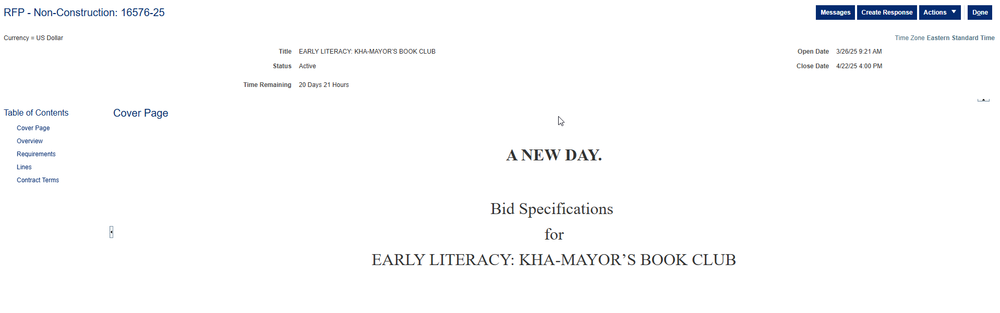 RFP - Non-Construction: 16576-25
Messages
Create Response
Actions
Done
Currency = US Dollar
Time Zone Eastern Standard Time
Title EARLY LITERACY: KHA-MAYOR'S BOOK CLUB
Open Date 3/26/25 9:21 AM
Status Active
Close Date 4/22/25 4:00 PM
Time Remaining 20 Days 21 Hours
Table of Contents
Cover Page
Overview
Requirements
Lines
Contract Terms
Cover Page
A NEW DAY.
Bid Specifications
for
EARLY LITERACY: KHA-MAYOR’S BOOK CLUB